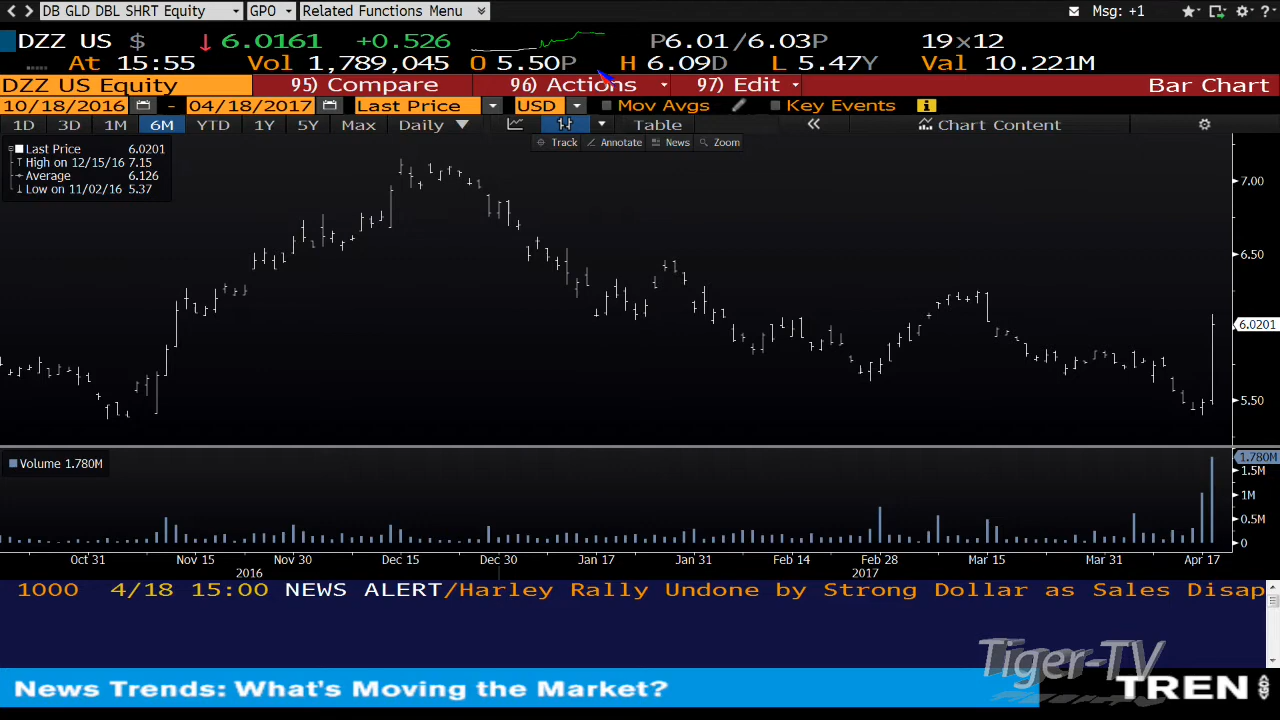 DB GLD DBL SHRT Equity GPO Related Functions Menu Msg: +1
DZZ US $ ↓ 6.0161 +0.526 P6.01/6.03P 19×12
At 15:55 Vol 1,789,045 O 5.50P H 6.09D L 5.47Y Val 10.221M
DZZ US Equity 95) Compare 96) Actions 97) Edit Bar Chart
10/18/2016 - 04/18/2017 Last Price USD Mov Avgs Key Events
1D 3D 1M 6M YTD 1Y 5Y Max Daily Table « Chart Content
Track Annotate News Zoom
Last Price 6.0201
High on 12/15/16 7.15
Average 6.126
Low on 11/02/16 5.37
7.00
6.50
6.0201
5.50
Volume 1.780M
1.780M
1.5M
1M
0.5M
0
Oct 31 Nov 15 Nov 30 Dec 15 Dec 30 Jan 17 Jan 31 Feb 14 Feb 28 Mar 15 Mar 31 Apr 17
2016 2017
1000 4/18 15:00 NEWS ALERT/Harley Rally Undone by Strong Dollar as Sales Disap
Tiger-TV
News Trends: What's Moving the Market?
TREN